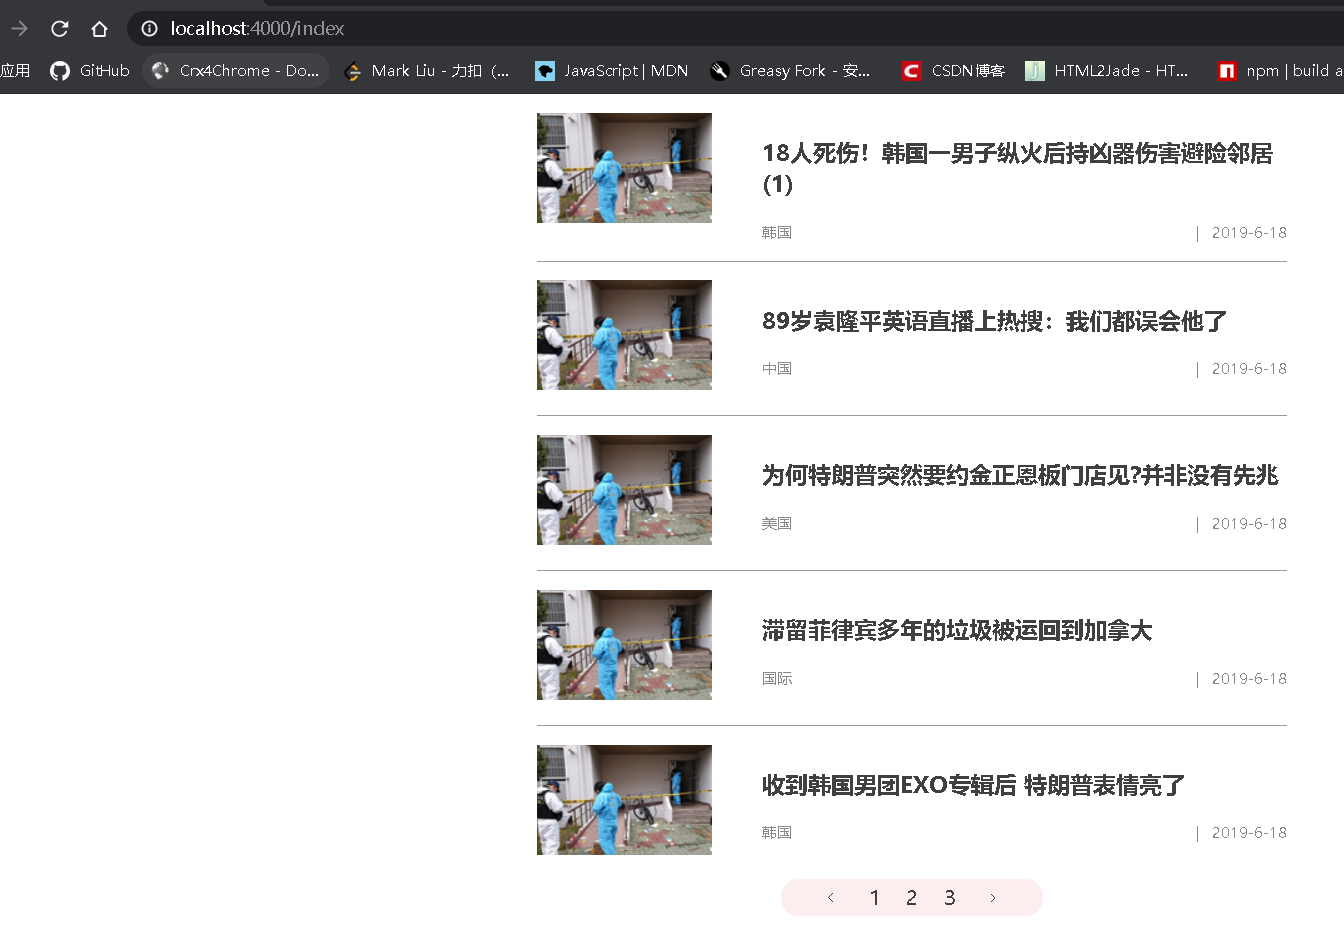 localhost:4000/index
应用 GitHub Crx4Chrome - Do... Mark Liu - 力扣（... JavaScript | MDN Greasy Fork - 安... CSDN博客 HTML2Jade - HT... npm | build a
18人死伤！韩国一男子纵火后持凶器伤害避险邻居
(1)
韩国 | 2019-6-18
89岁袁隆平英语直播上热搜：我们都误会他了
中国 | 2019-6-18
为何特朗普突然要约金正恩板门店见?并非没有先兆
美国 | 2019-6-18
滞留菲律宾多年的垃圾被运回到加拿大
国际 | 2019-6-18
收到韩国男团EXO专辑后 特朗普表情亮了
韩国 | 2019-6-18
‹ 1 2 3 ›